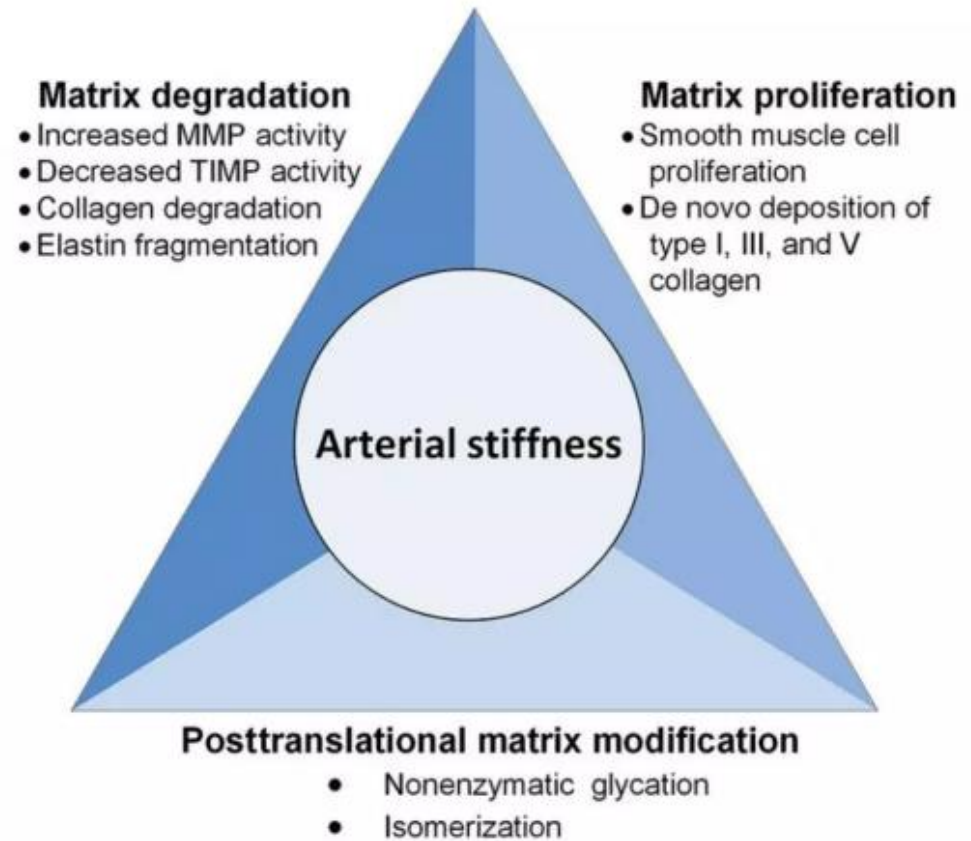 Matrix degradation
• Increased MMP activity
• Decreased TIMP activity
• Collagen degradation
• Elastin fragmentation
Matrix proliferation
• Smooth muscle cell
proliferation
• De novo deposition of
type I, III, and V
collagen
Arterial stiffness
Posttranslational matrix modification
• Nonenzymatic glycation
• Isomerization